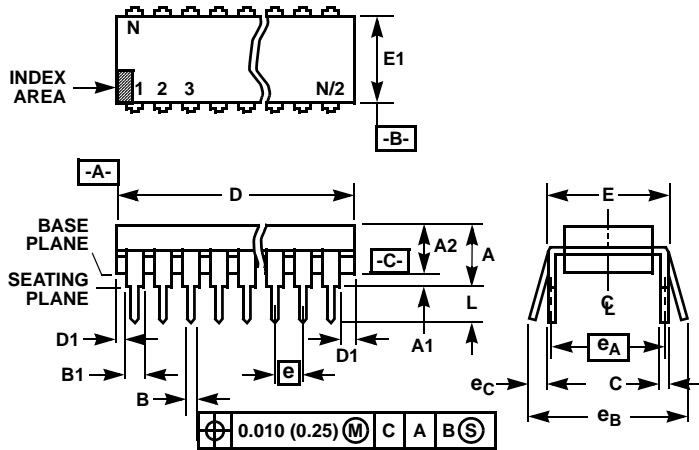 N
E1
INDEX
AREA
1 2 3 N/2
-B-
-A-
D
E
BASE
PLANE
A2
A
-C-
SEATING
PLANE
L
C L
D1
A1
D1
B1
e
eA
B
eC
C
eB
0.010 (0.25) M C A B S